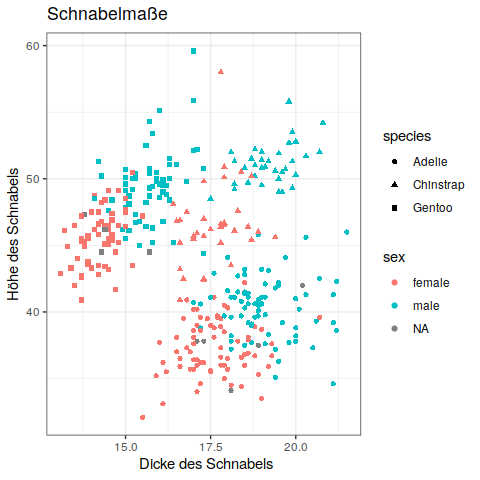 Schnabelmaße
60
50
40
Höhe des Schnabels
15.0 17.5 20.0
Dicke des Schnabels
species
Adelie
Chinstrap
Gentoo
sex
female
male
NA